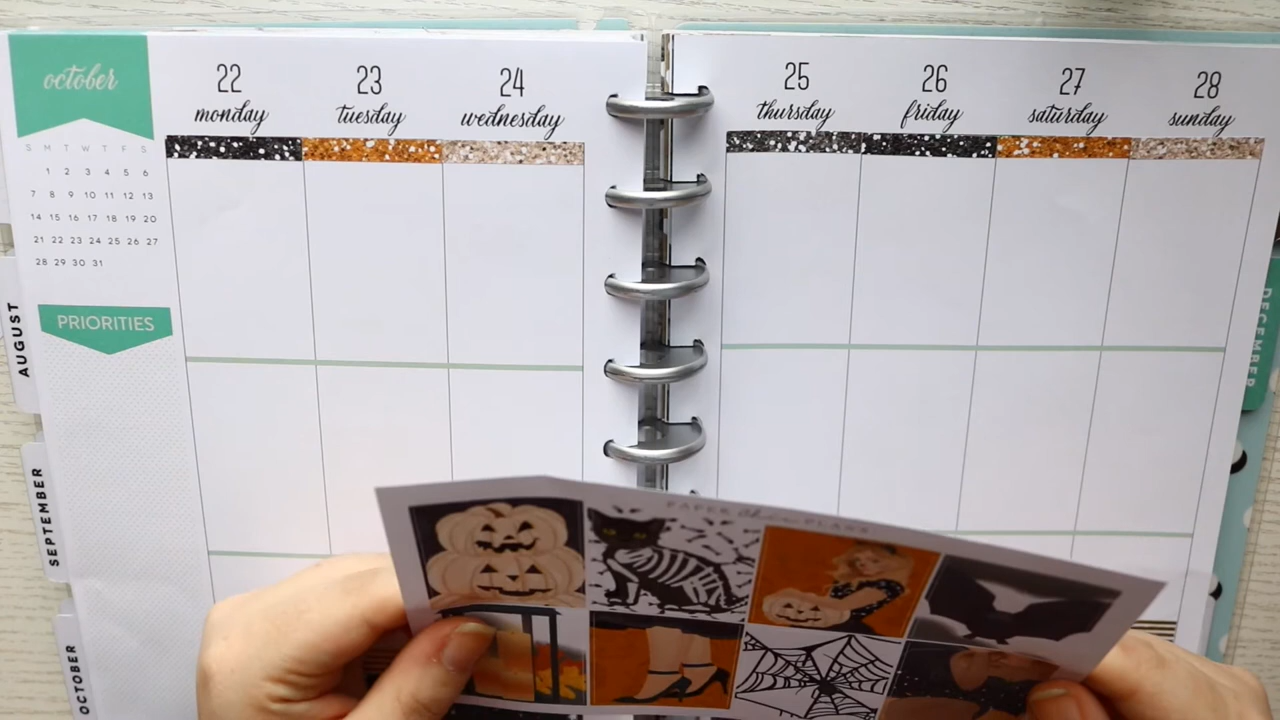 october
22 23 24 25 26 27 28
monday tuesday wednesday thursday friday saturday sunday
S M T W T F S
1 2 3 4 5 6
7 8 9 10 11 12 13
14 15 16 17 18 19 20
21 22 23 24 25 26 27
28 29 30 31
PRIORITIES
AUGUST
SEPTEMBER
OCTOBER
DECEMBER
PAPER
PLANS